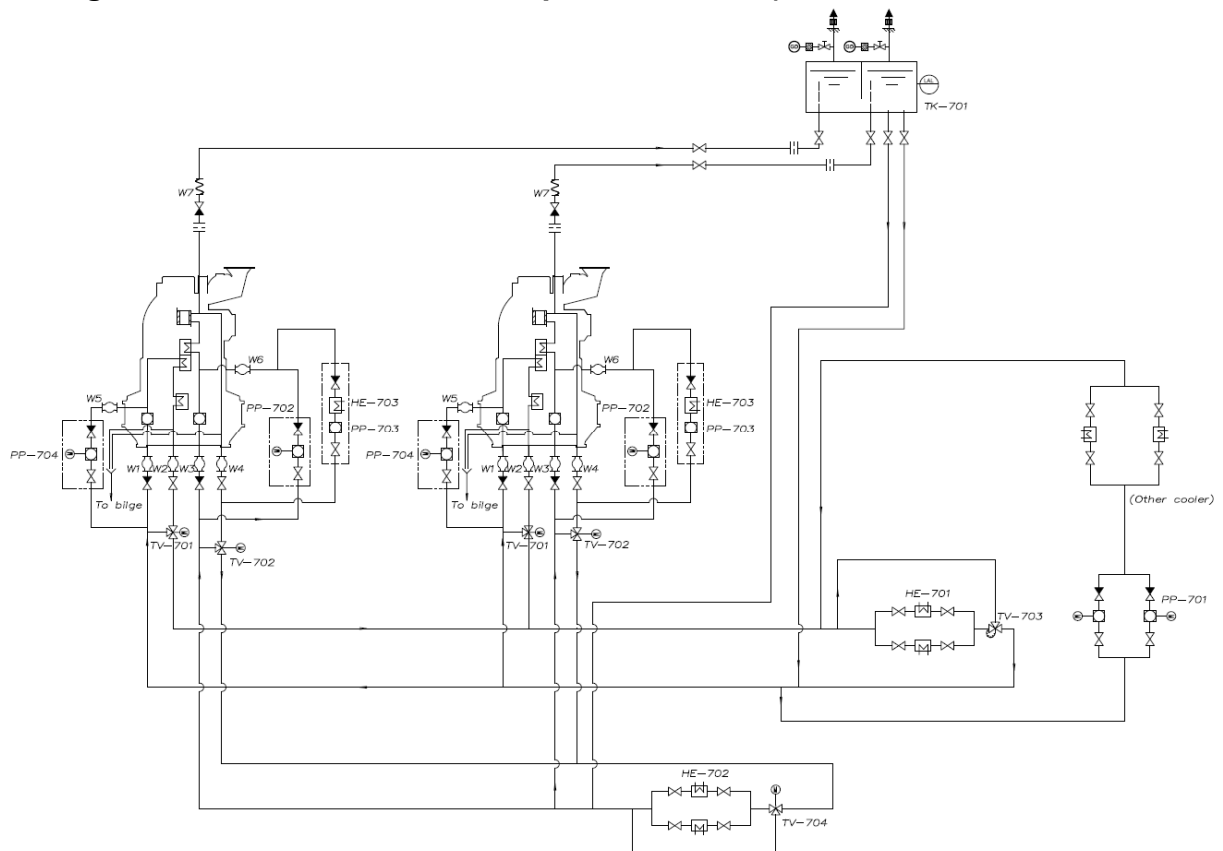 LAL
TK-701
W7
W7
W6
W6
W5
PP-702
HE-703
PP-703
W5
PP-702
HE-703
PP-703
PP-704
W1
W2
W3
W4
PP-704
W1
W2
W3
W4
To bilge
To bilge
(Other cooler)
TV-701
TV-702
TV-701
TV-702
HE-701
PP-701
TV-703
HE-702
TV-704